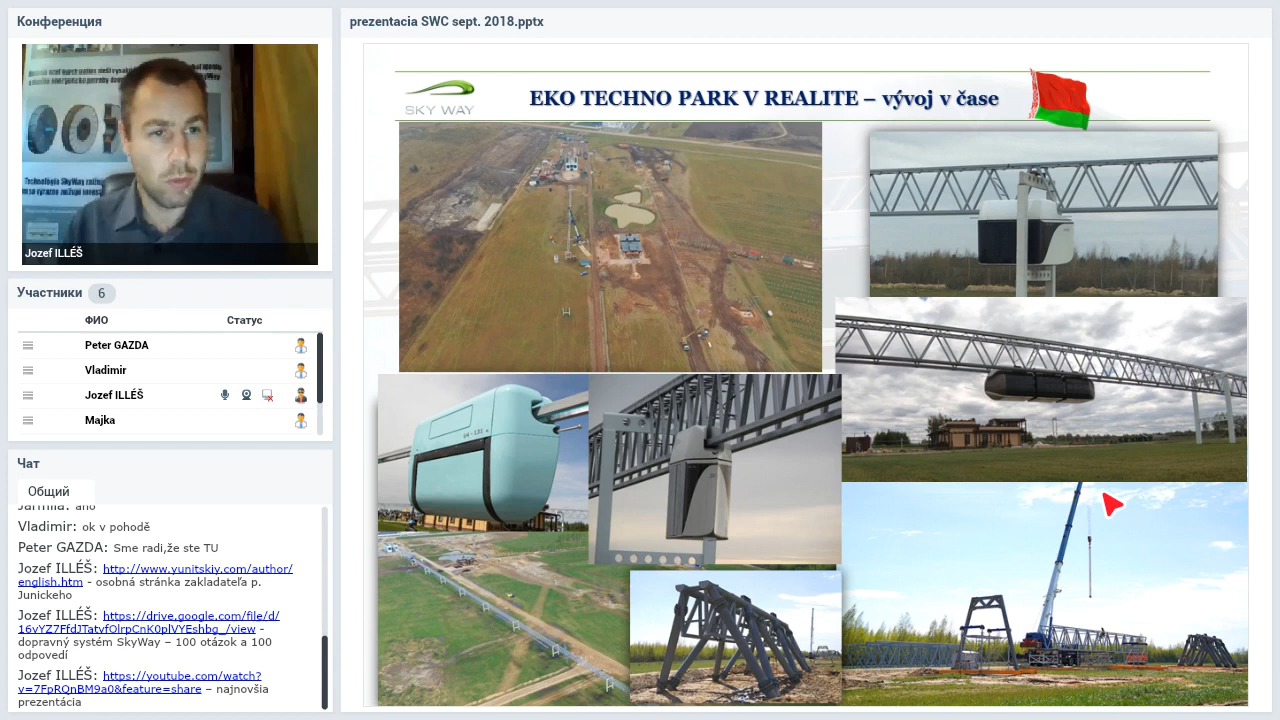 Конференция
Jozef ILLÉŠ
Участники 6
ФИО Статус
Peter GAZDA
Vladimir
Jozef ILLÉŠ
Majka
Чат
Общий
Jarmila: áno
Vladimir: ok v pohodě
Peter GAZDA: Sme radi,že ste TU
Jozef ILLÉŠ: http://www.yunitskiy.com/author/
english.htm - osobná stránka zakladateľa p.
Junickeho
Jozef ILLÉŠ: https://drive.google.com/file/d/
16vYZ7FfdJTatvfOlrpCnK0plVYEshbg_/view -
dopravný systém SkyWay – 100 otázok a 100
odpovedí
Jozef ILLÉŠ: https://youtube.com/watch?
v=7FpRQnBM9a0&feature=share – najnovšia
prezentácia
prezentacia SWC sept. 2018.pptx
SKY WAY
EKO TECHNO PARK V REALITE – vývoj v čase